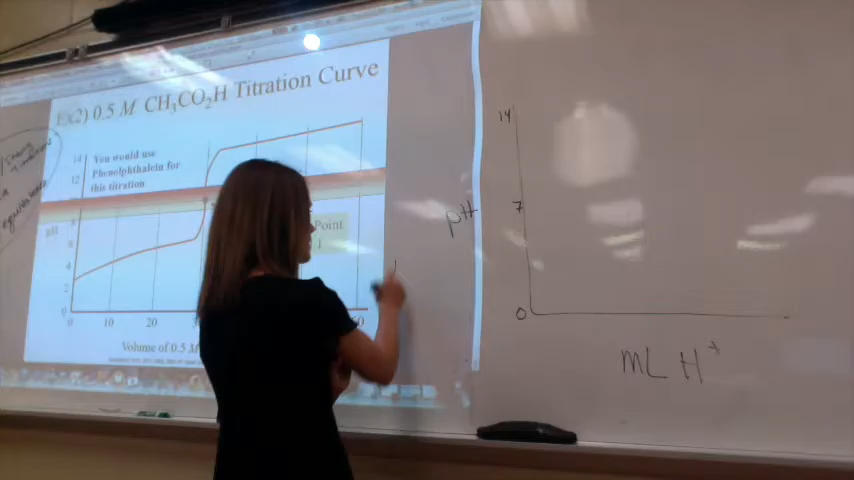 Ex2) 0.5 M CH₃CO₂H Titration Curve
14
12
You would use
Phenolphthalein for
this titration
pH
8
6
4
2
0
0 10 20
Point
Volume of 0.5 M
14
pH
7
0
mL H⁺